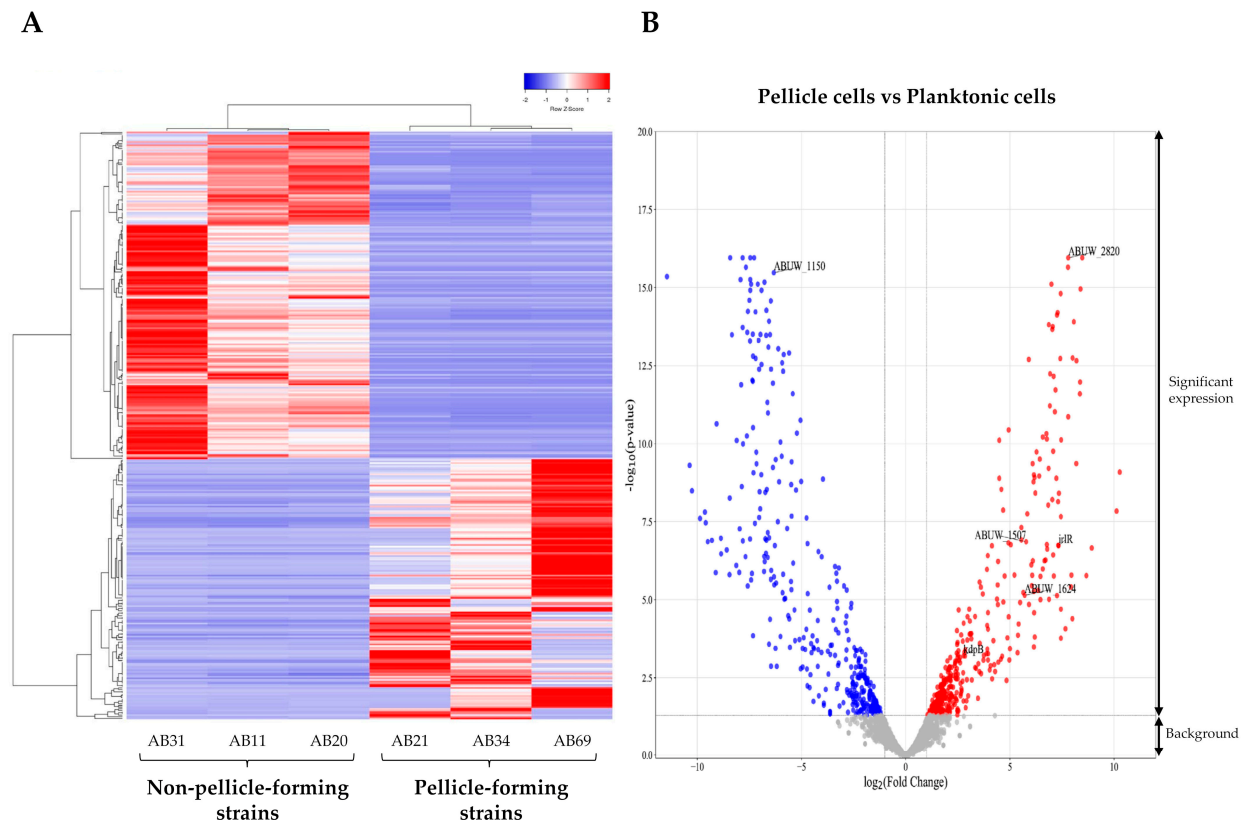 A
B
-2 -1 0 1 2
Row Z-Score
Pellicle cells vs Planktonic cells
20.0
17.5
15.0
12.5
10.0
7.5
5.0
2.5
0.0
-log10(p-value)
ABUW_1150
ABUW_2820
ABUW_1507
jrlR
ABUW_1624
kdpB
Significant
expression
Background
−10 −5 0 5 10
log2(Fold Change)
AB31 AB11 AB20 AB21 AB34 AB69
Non-pellicle-forming
strains
Pellicle-forming
strains